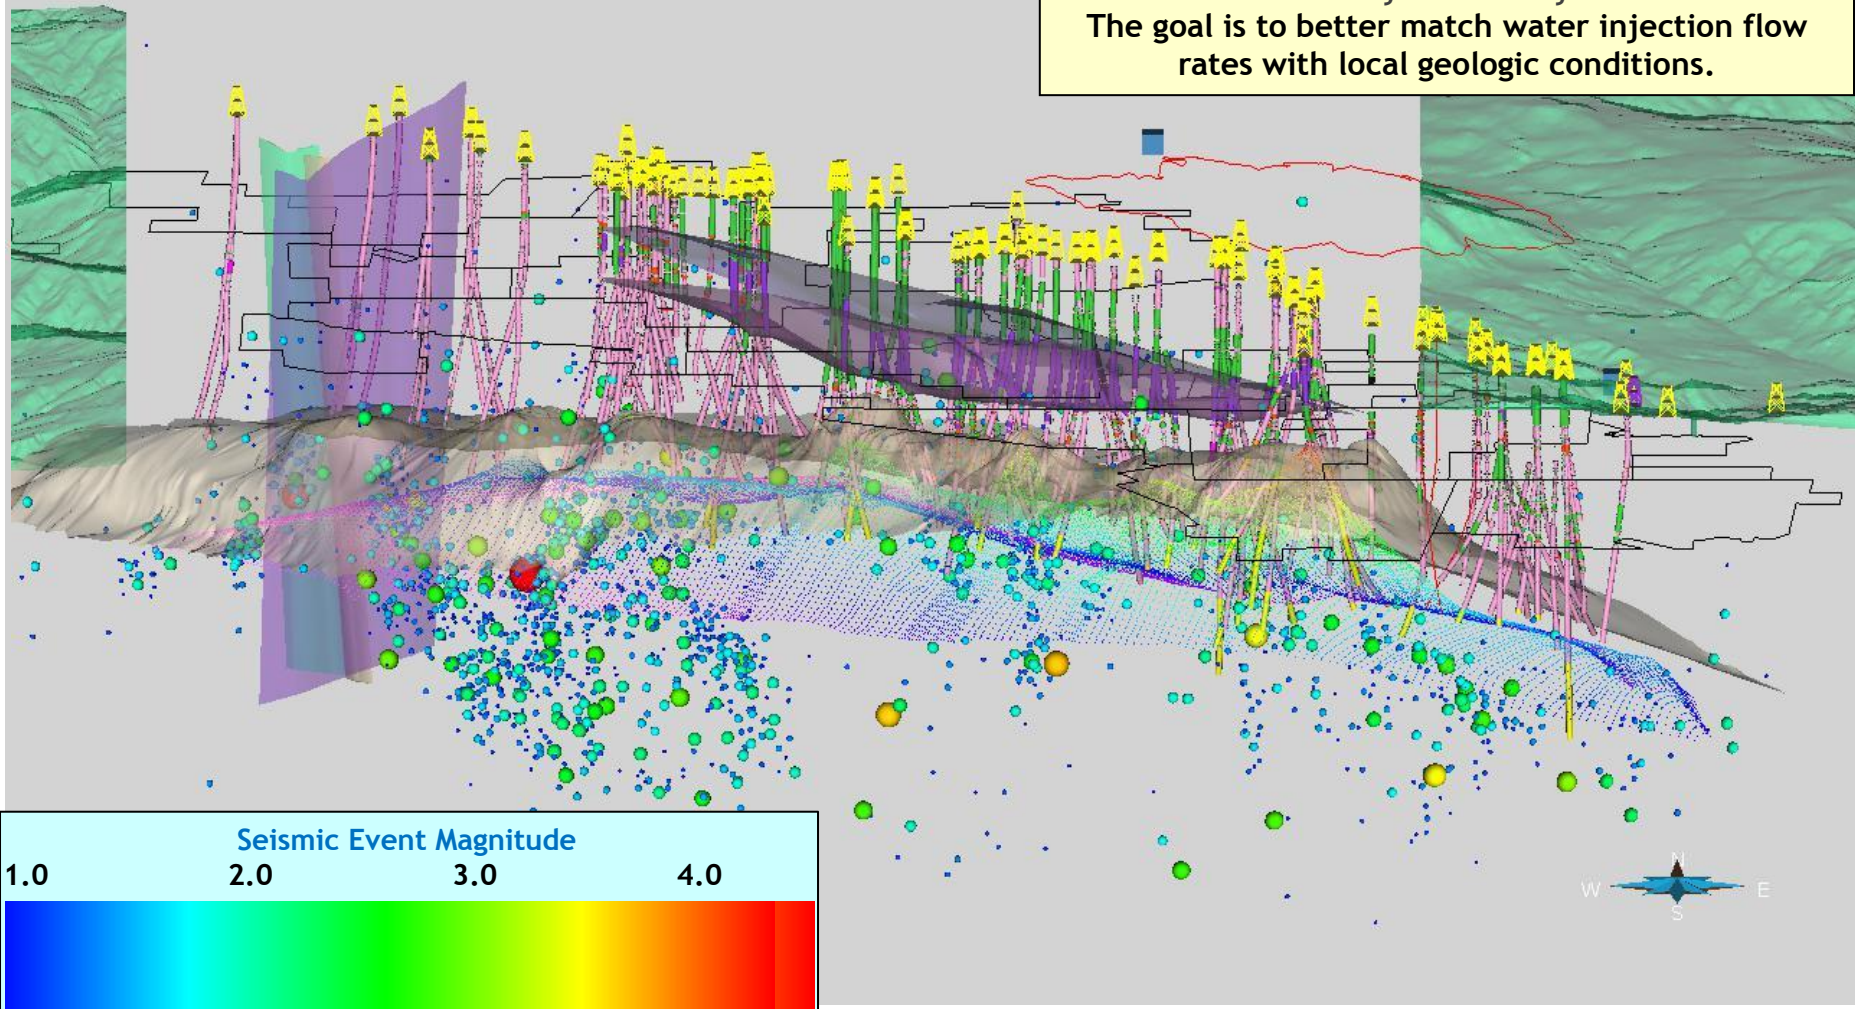 The goal is to better match water injection flow
rates with local geologic conditions.
Seismic Event Magnitude
1.0 2.0 3.0 4.0
N
W E
S